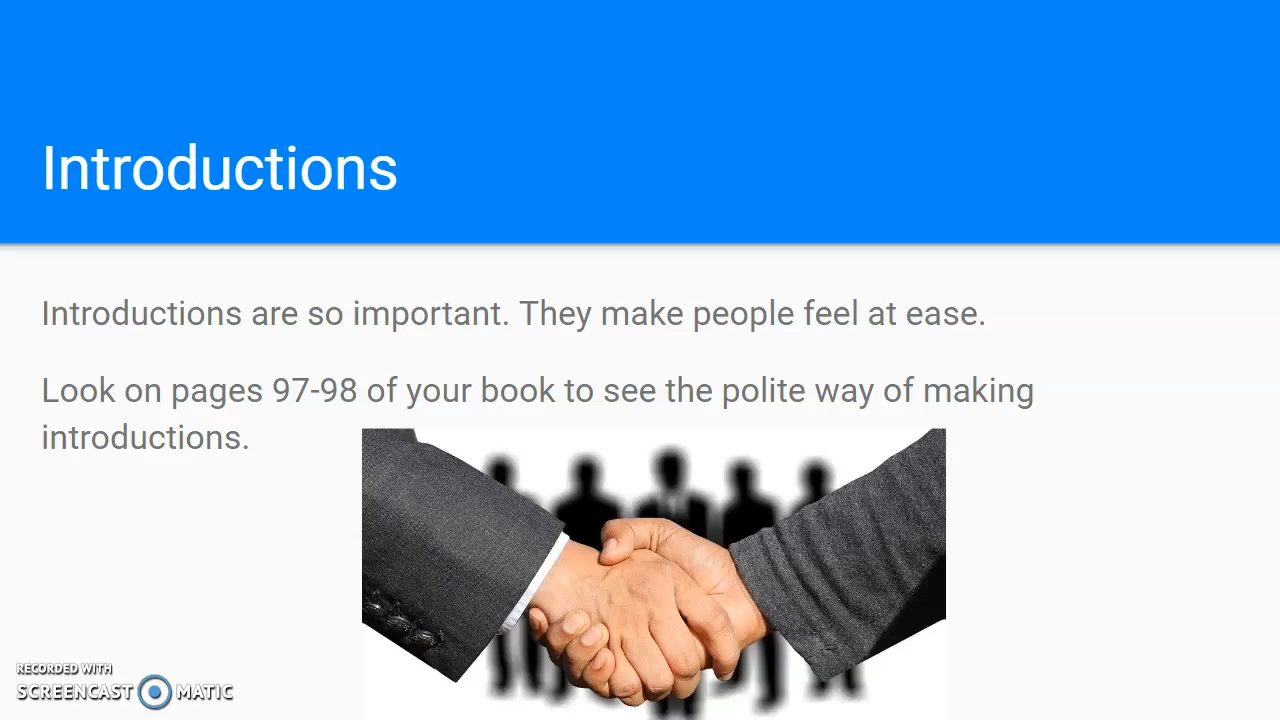 Introductions
Introductions are so important. They make people feel at ease.
Look on pages 97-98 of your book to see the polite way of making
introductions.
RECORDED WITH
SCREENCAST MATIC